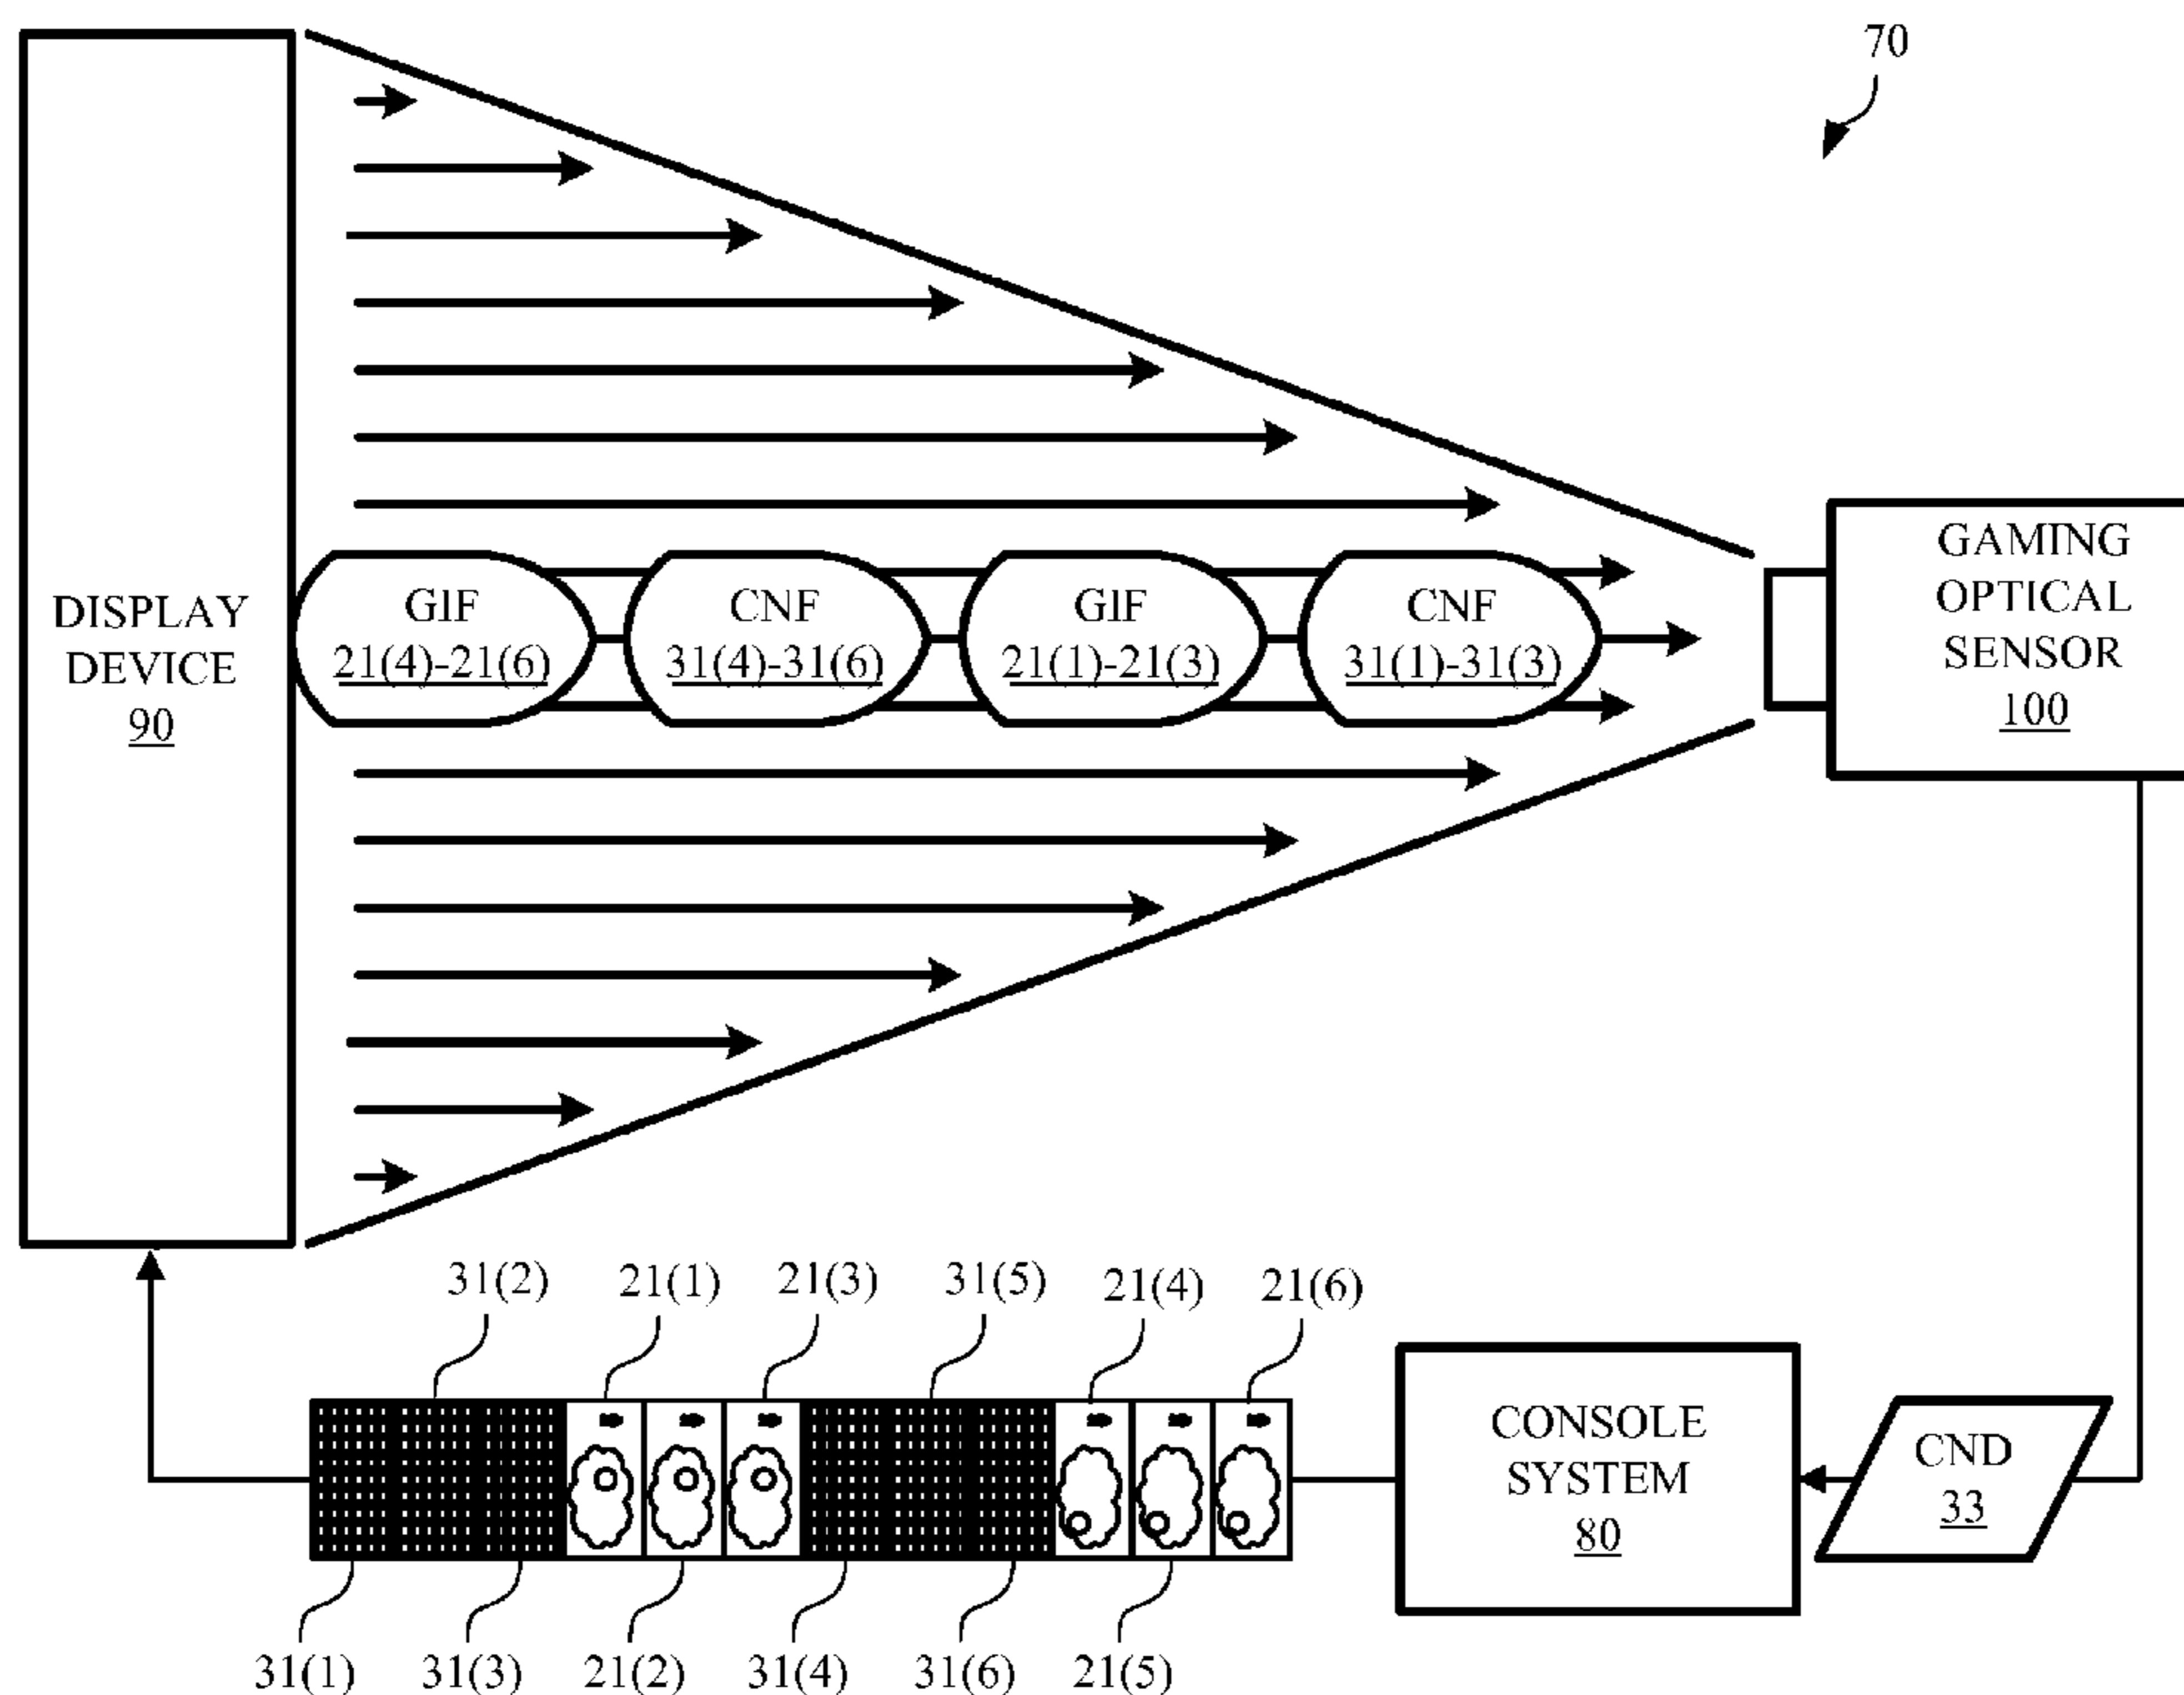 70
DISPLAY
DEVICE
90
GIF
21(4)-21(6)
CNF
31(4)-31(6)
GIF
21(1)-21(3)
CNF
31(1)-31(3)
GAMING
OPTICAL
SENSOR
100
31(2)
21(1)
21(3)
31(5)
21(4)
21(6)
CONSOLE
SYSTEM
80
CND
33
31(1)
31(3)
21(2)
31(4)
31(6)
21(5)